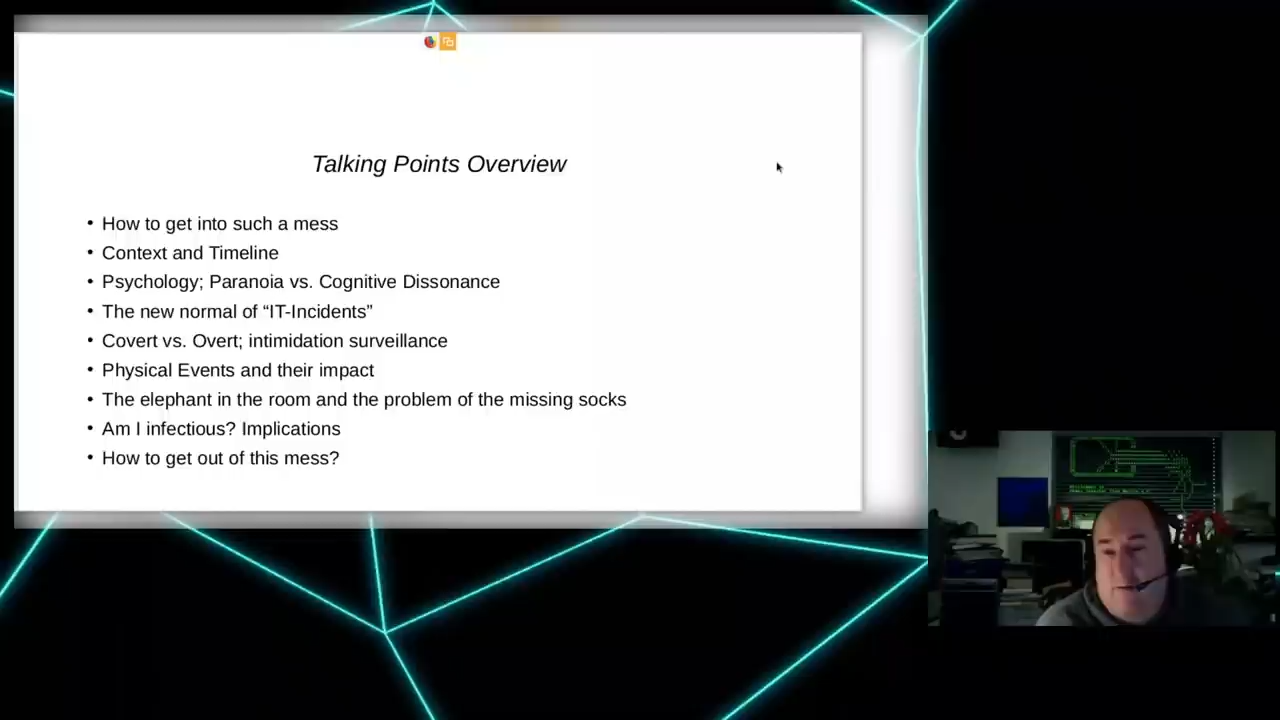 Talking Points Overview
• How to get into such a mess
• Context and Timeline
• Psychology; Paranoia vs. Cognitive Dissonance
• The new normal of “IT-Incidents”
• Covert vs. Overt; intimidation surveillance
• Physical Events and their impact
• The elephant in the room and the problem of the missing socks
• Am I infectious? Implications
• How to get out of this mess?